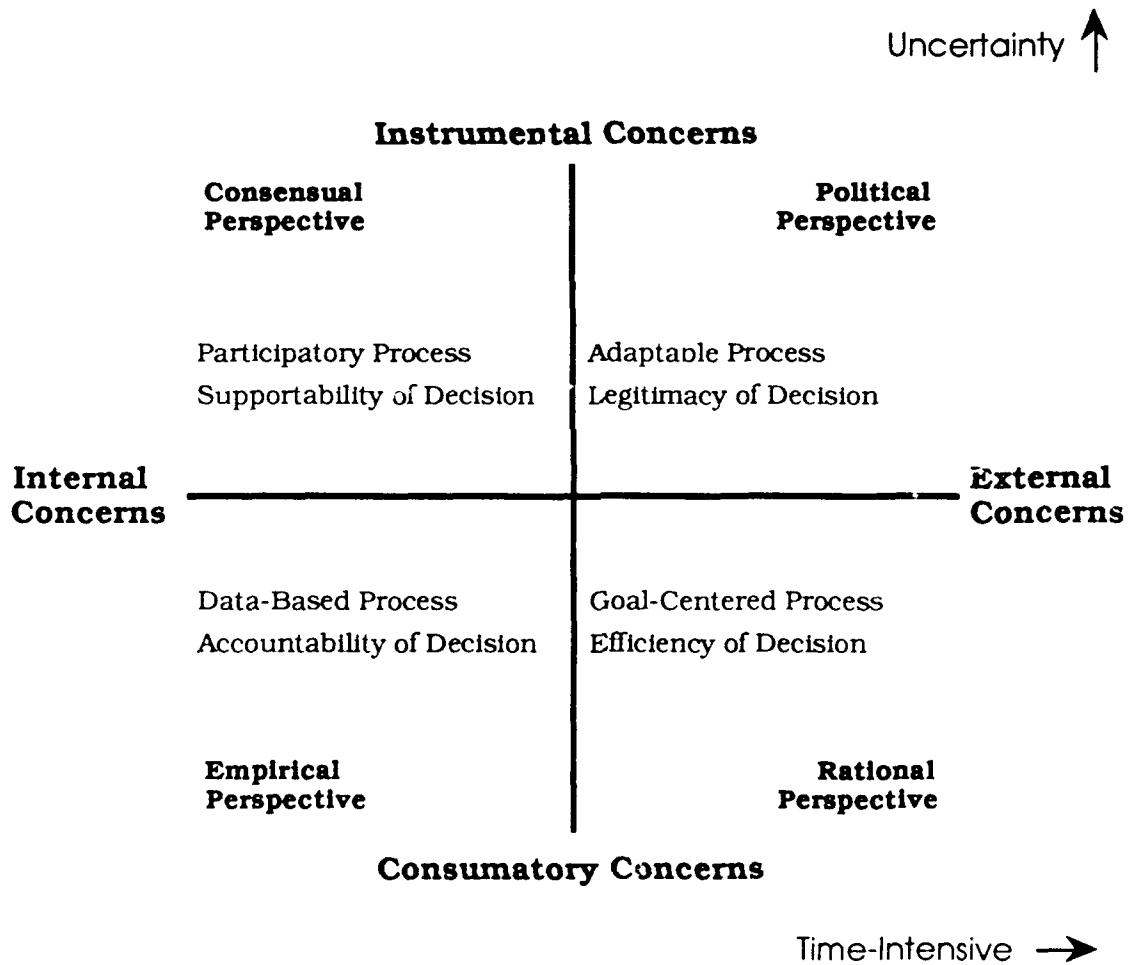 Uncertainty
Instrumental Concerns
Consensual
Perspective
Political
Perspective
Participatory Process
Supportability of Decision
Adaptable Process
Legitimacy of Decision
Internal
Concerns
External
Concerns
Data-Based Process
Accountability of Decision
Goal-Centered Process
Efficiency of Decision
Empirical
Perspective
Rational
Perspective
Consumatory Concerns
Time-Intensive